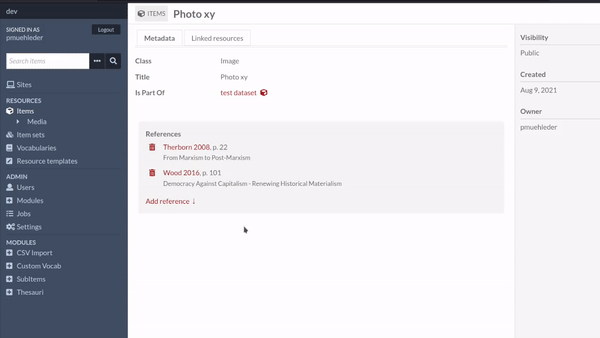 dev
SIGNED IN AS
pmuehleder
Logout
Search items
Sites
RESOURCES
Items
Media
Item sets
Vocabularies
Resource templates
ADMIN
Users
Modules
Jobs
Settings
MODULES
CSV Import
Custom Vocab
SubItems
Thesauri
ITEMS Photo xy
Metadata Linked resources
Class Image
Title Photo xy
Is Part Of test dataset
References
Therborn 2008, p. 22
From Marxism to Post-Marxism
Wood 2016, p. 101
Democracy Against Capitalism - Renewing Historical Materialism
Add reference ↓
Visibility
Public
Created
Aug 9, 2021
Owner
pmuehleder